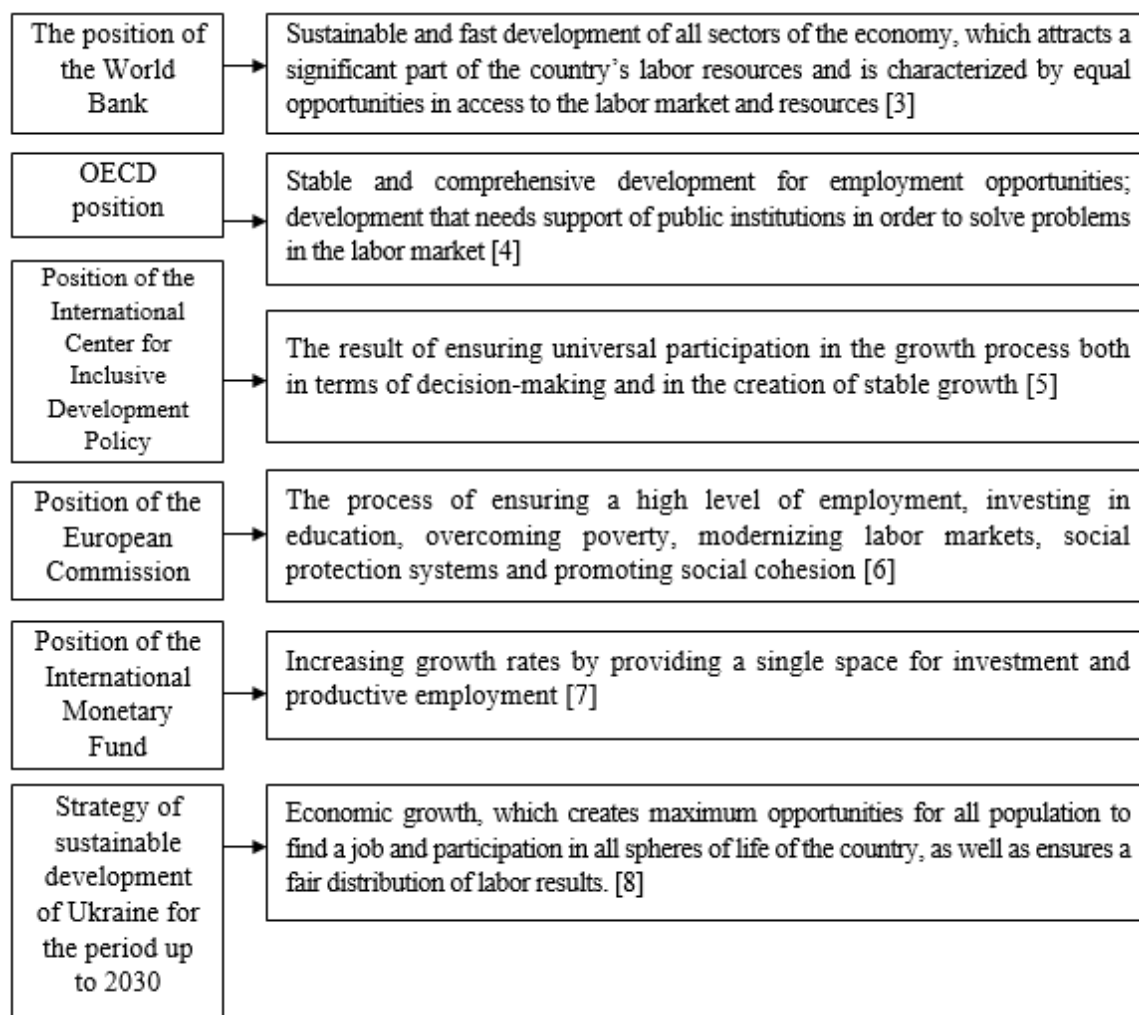 The position of
the World
Bank
Sustainable and fast development of all sectors of the economy, which attracts a
significant part of the country’s labor resources and is characterized by equal
opportunities in access to the labor market and resources [3]
OECD
position
Stable and comprehensive development for employment opportunities;
development that needs support of public institutions in order to solve problems
in the labor market [4]
Position of the
International
Center for
Inclusive
Development
Policy
The result of ensuring universal participation in the growth process both
in terms of decision-making and in the creation of stable growth [5]
Position of the
European
Commission
The process of ensuring a high level of employment, investing in
education, overcoming poverty, modernizing labor markets, social
protection systems and promoting social cohesion [6]
Position of the
International
Monetary
Fund
Increasing growth rates by providing a single space for investment and
productive employment [7]
Strategy of
sustainable
development
of Ukraine for
the period up
to 2030
Economic growth, which creates maximum opportunities for all population to
find a job and participation in all spheres of life of the country, as well as ensures a
fair distribution of labor results. [8]